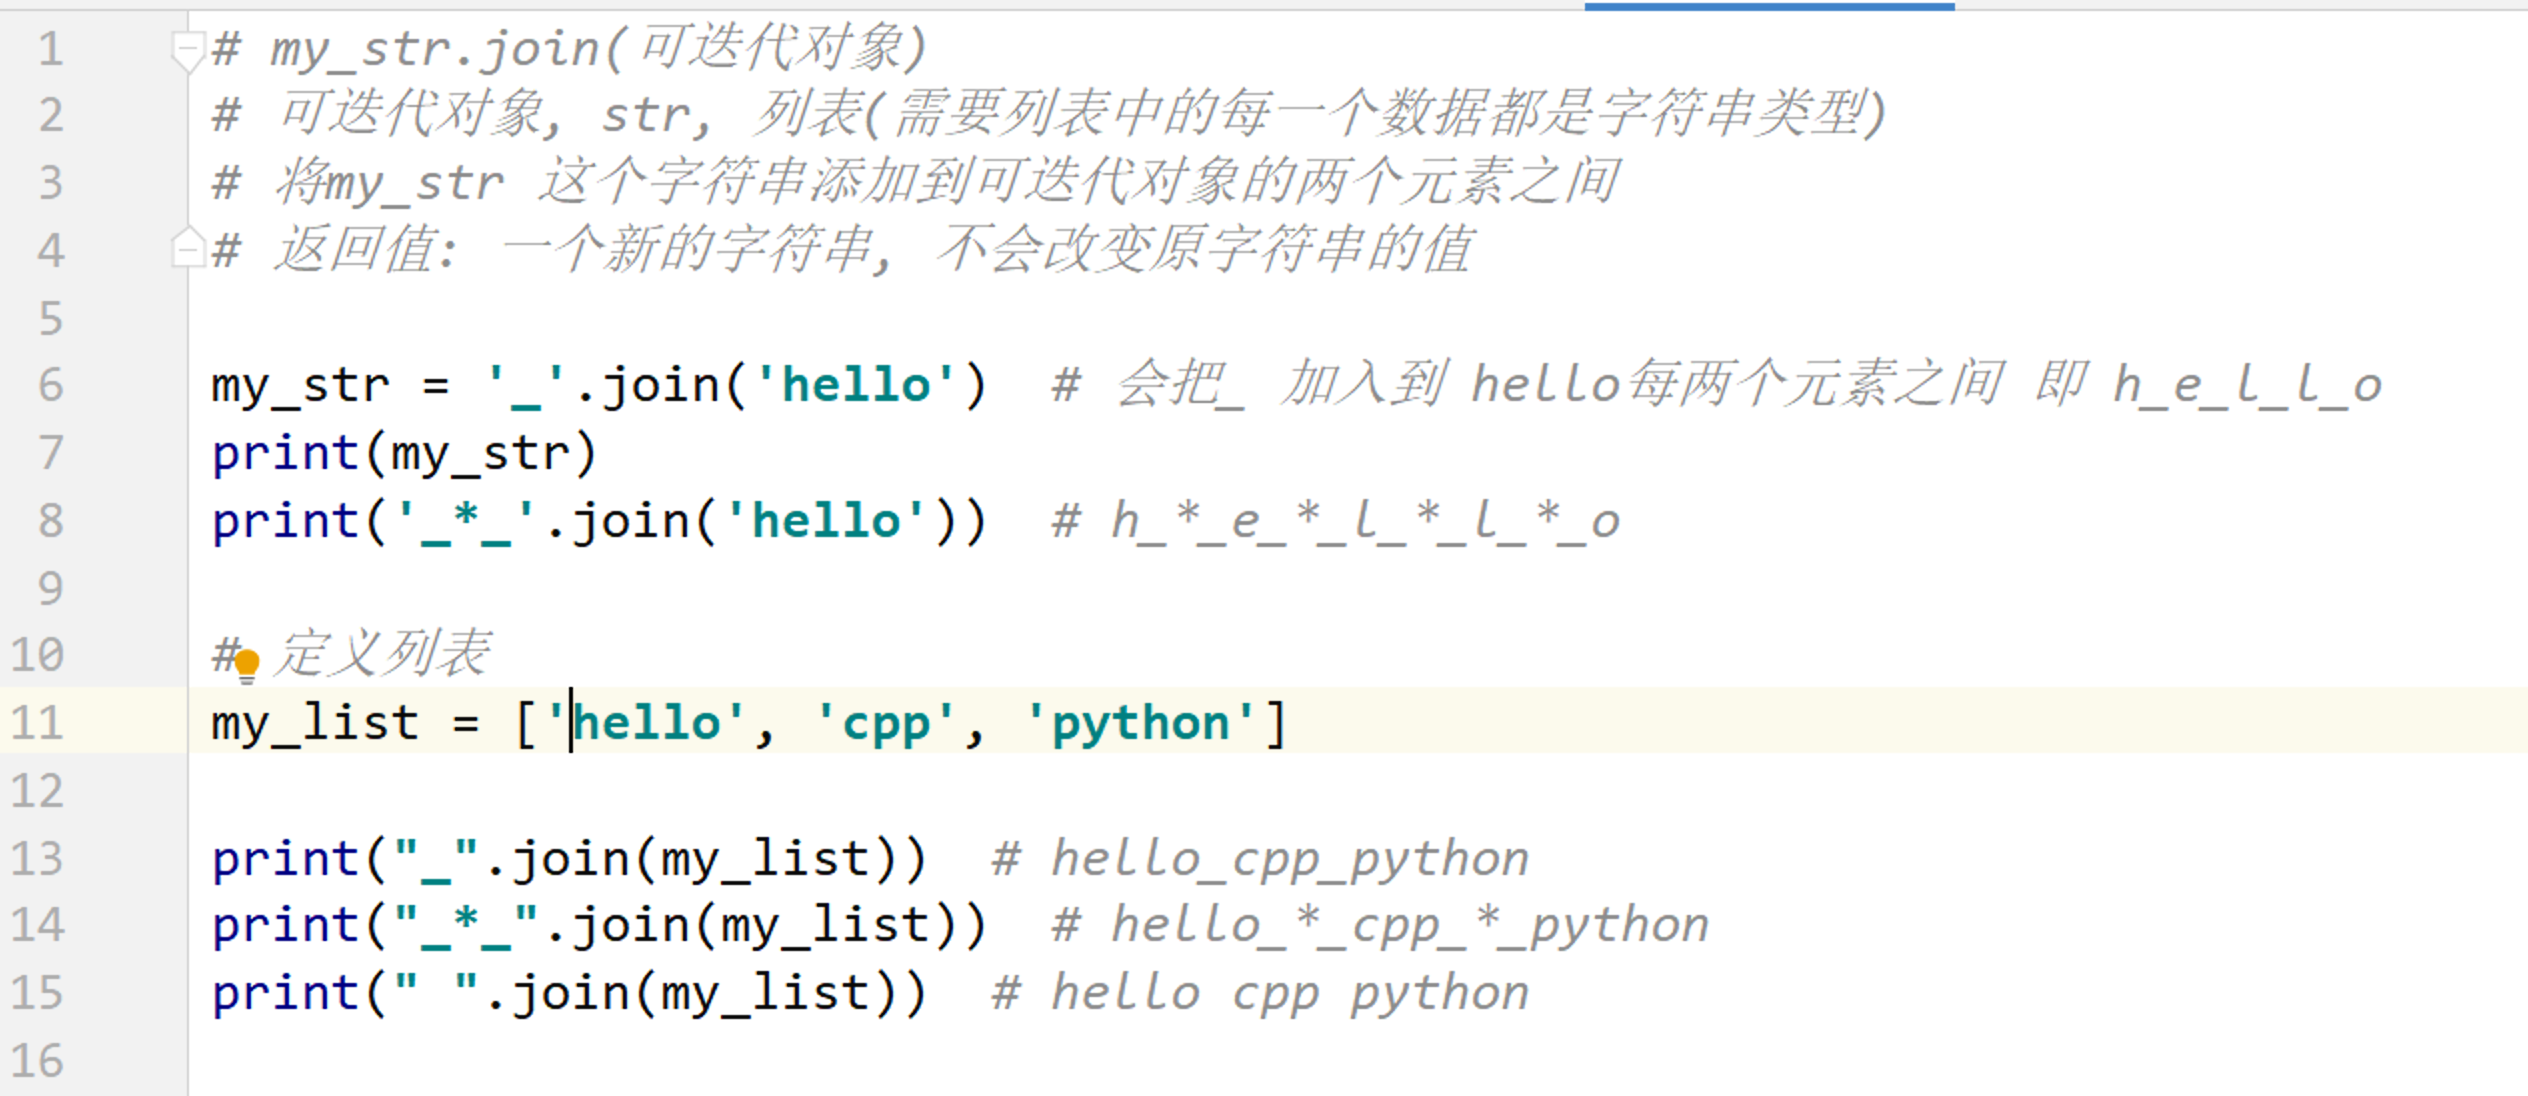 1 # my_str.join(可迭代对象)
2 # 可迭代对象, str, 列表(需要列表中的每一个数据都是字符串类型)
3 # 将my_str 这个字符串添加到可迭代对象的两个元素之间
4 # 返回值: 一个新的字符串, 不会改变原字符串的值
5
6 my_str = '_'.join('hello')  # 会把_ 加入到 hello每两个元素之间 即 h_e_l_l_o
7 print(my_str)
8 print('_*_'.join('hello'))  # h_*_e_*_l_*_l_*_o
9
10 # 定义列表
11 my_list = ['hello', 'cpp', 'python']
12
13 print("_".join(my_list))  # hello_cpp_python
14 print("_*_".join(my_list))  # hello_*_cpp_*_python
15 print(" ".join(my_list))  # hello cpp python
16